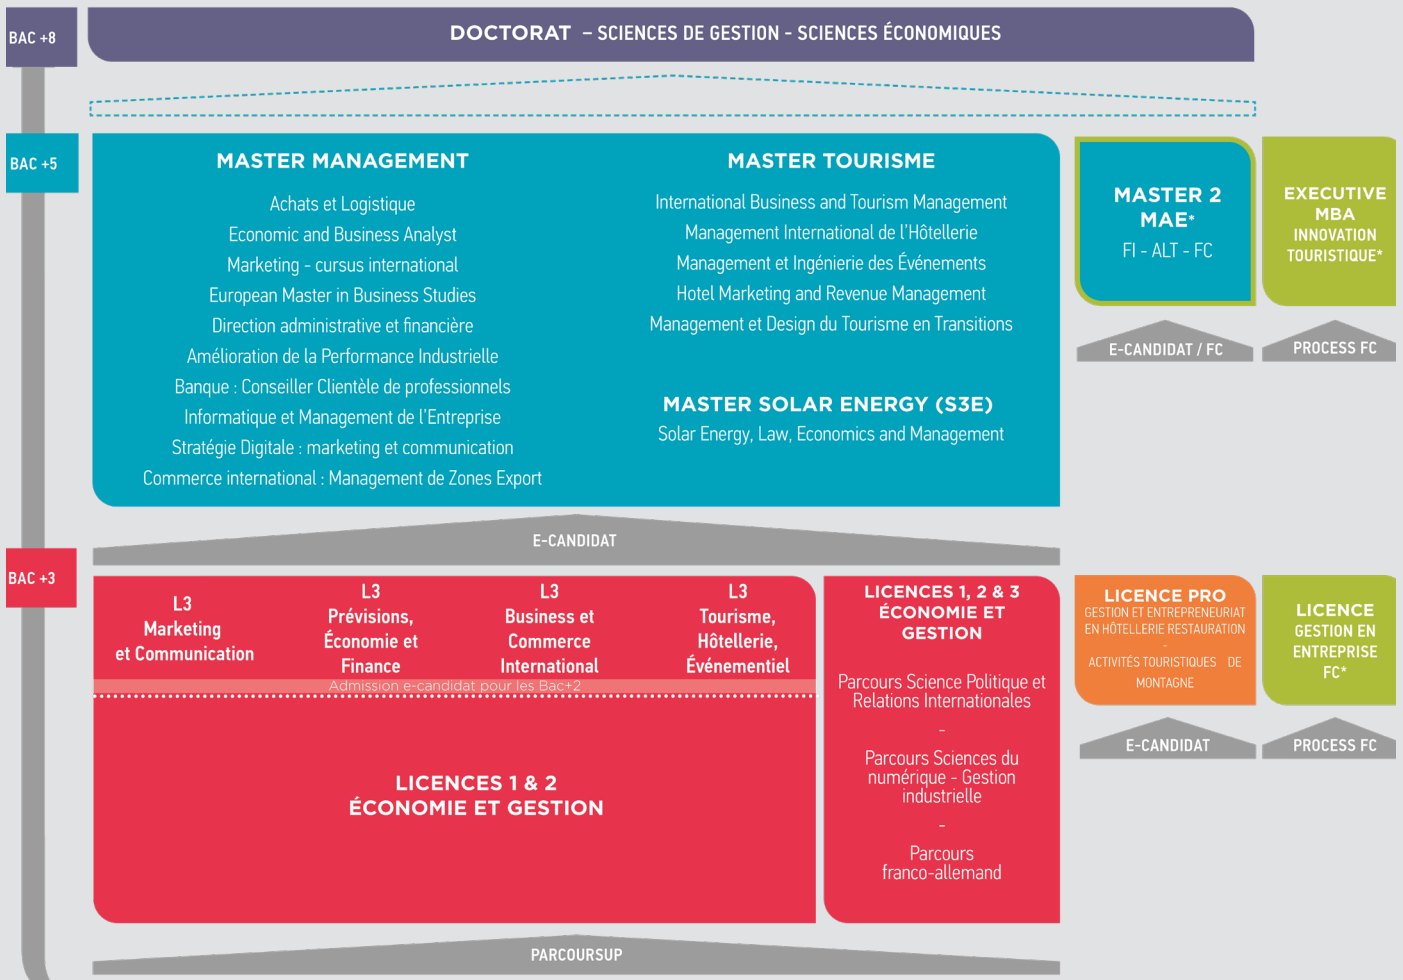 BAC +8
DOCTORAT – SCIENCES DE GESTION - SCIENCES ÉCONOMIQUES
BAC +5
MASTER MANAGEMENT
Achats et Logistique
Economic and Business Analyst
Marketing - cursus international
European Master in Business Studies
Direction administrative et financière
Amélioration de la Performance Industrielle
Banque : Conseiller Clientèle de professionnels
Informatique et Management de l'Entreprise
Stratégie Digitale : marketing et communication
Commerce international : Management de Zones Export
MASTER TOURISME
International Business and Tourism Management
Management International de l'Hôtellerie
Management et Ingénierie des Événements
Hotel Marketing and Revenue Management
Management et Design du Tourisme en Transitions
MASTER SOLAR ENERGY (S3E)
Solar Energy, Law, Economics and Management
MASTER 2
MAE*
FI - ALT - FC
E-CANDIDAT / FC
EXECUTIVE
MBA
INNOVATION
TOURISTIQUE*
PROCESS FC
E-CANDIDAT
BAC +3
L3
Marketing
et Communication
L3
Prévisions,
Économie et
Finance
L3
Business et
Commerce
International
L3
Tourisme,
Hôtellerie,
Événementiel
Admission e-candidat pour les Bac+2
LICENCES 1 & 2
ÉCONOMIE ET GESTION
LICENCES 1, 2 & 3
ÉCONOMIE ET
GESTION
Parcours Science Politique et
Relations Internationales
-
Parcours Sciences du
numérique - Gestion
industrielle
-
Parcours
franco-allemand
LICENCE PRO
GESTION ET ENTREPRENEURIAT
EN HÔTELLERIE RESTAURATION
-
ACTIVITÉS TOURISTIQUES DE
MONTAGNE
E-CANDIDAT
LICENCE
GESTION EN
ENTREPRISE
FC*
PROCESS FC
PARCOURSUP